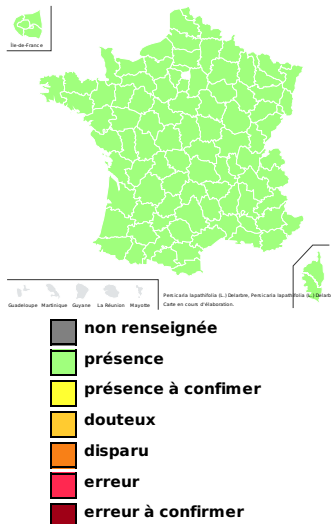 Île-de-France
Guadeloupe Martinique Guyane La Réunion Mayotte
Persicaria lapathifolia (L.) Delarbre, Persicaria lapathifolia (L.) Delarb
Carte en cours d'élaboration.
non renseignée
présence
présence à confimer
douteux
disparu
erreur
erreur à confirmer